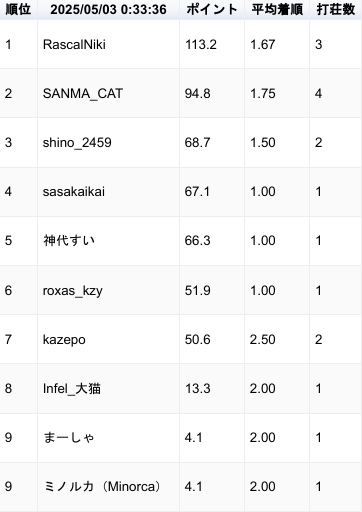 順位 2025/05/03 0:33:36 ポイント 平均着順 打荘数
1 RascalNiki 113.2 1.67 3
2 SANMA_CAT 94.8 1.75 4
3 shino_2459 68.7 1.50 2
4 sasakaikai 67.1 1.00 1
5 神代すい 66.3 1.00 1
6 roxas_kzy 51.9 1.00 1
7 kazepo 50.6 2.50 2
8 Infel_大猫 13.3 2.00 1
9 まーしゃ 4.1 2.00 1
9 ミノルカ（Minorca） 4.1 2.00 1